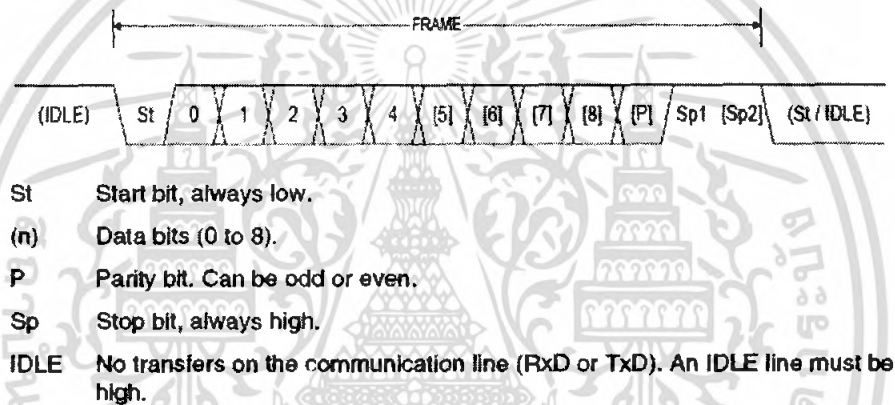 FRAME
(IDLE) St 0 1 2 3 4 [5] [6] [7] [8] [P] Sp1 [Sp2] (St / IDLE)
St Start bit, always low.
(n) Data bits (0 to 8).
P Parity bit. Can be odd or even.
Sp Stop bit, always high.
IDLE No transfers on the communication line (RxD or TxD). An IDLE line must be
high.